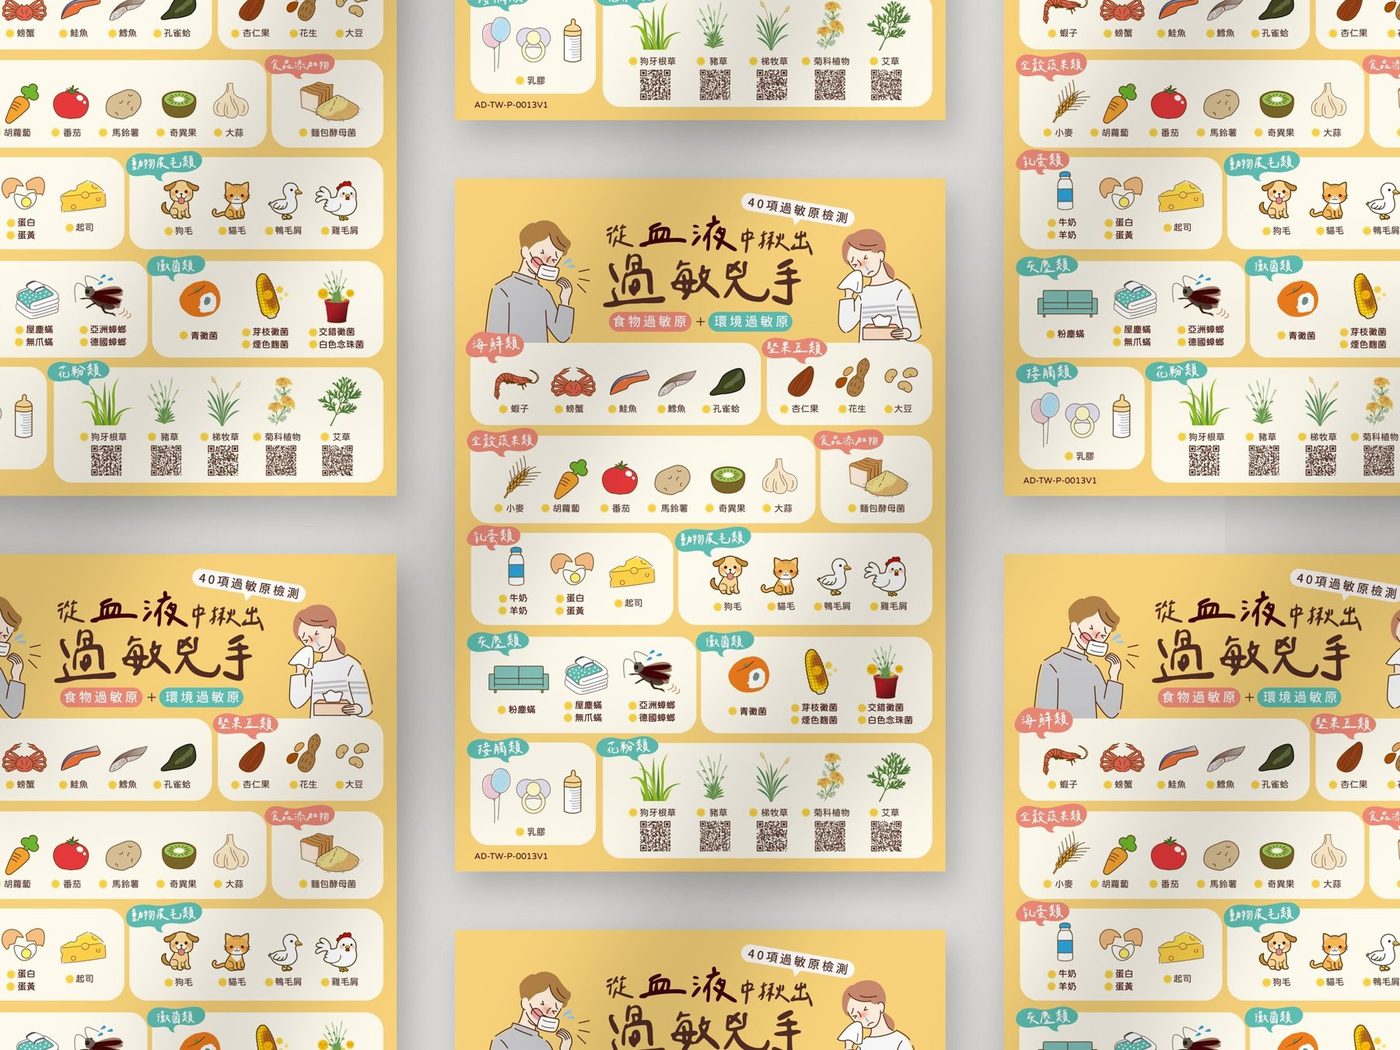 40項過敏原檢測
從血液中揪出
過敏兇手
食物過敏原 + 環境過敏原
海鮮類
堅果豆類
蝦子 螃蟹 鮭魚 鱈魚 孔雀蛤 杏仁果 花生 大豆
全穀蔬果類
食品添加物
小麥 胡蘿蔔 番茄 馬鈴薯 奇異果 大蒜 麵包酵母菌
乳蛋類
動物皮毛類
牛奶 蛋白 起司 狗毛 貓毛 鴨毛屑 雞毛屑
羊奶 蛋黃
灰塵類
黴菌類
粉塵蟎 屋塵蟎 亞洲蟑螂 青黴菌 芽枝黴菌 交錯黴菌
無爪蟎 德國蟑螂 煙色麴菌 白色念珠菌
接觸類
花粉類
乳膠 狗牙根草 豬草 梯牧草 菊科植物 艾草
AD-TW-P-0013V1